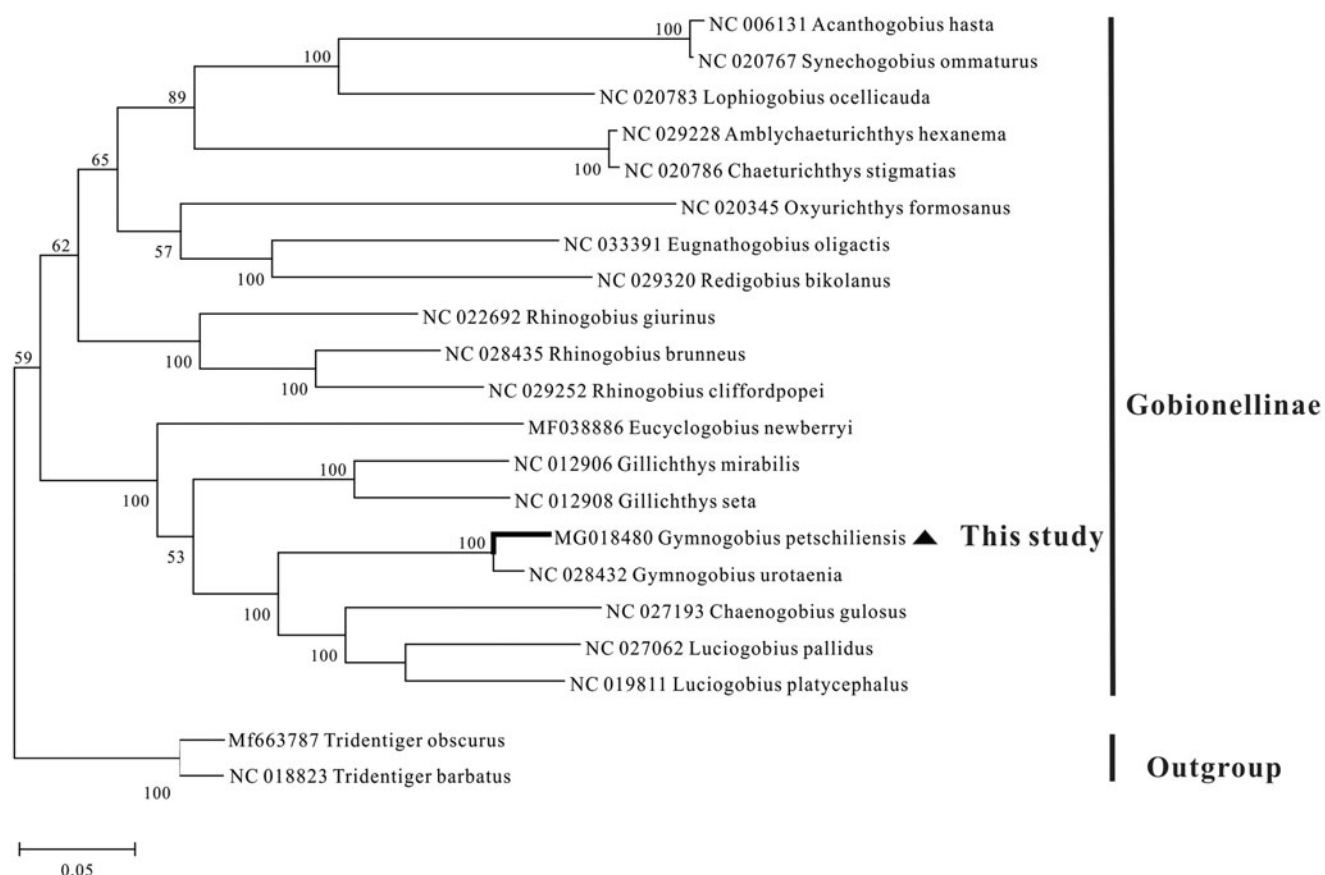 100
NC 006131 Acanthogobius hasta
NC 020767 Synechogobius ommaturus
100
NC 020783 Lophiogobius ocellicauda
89
NC 029228 Amblychaeturichthys hexanema
100
NC 020786 Chaeturichthys stigmatias
65
NC 020345 Oxyurichthys formosanus
57
NC 033391 Eugnathogobius oligactis
100
NC 029320 Redigobius bikolanus
62
NC 022692 Rhinogobius giurinus
100
NC 028435 Rhinogobius brunneus
100
NC 029252 Rhinogobius cliffordpopei
59
Gobionellinae
MF038886 Eucyclogobius newberryi
100
NC 012906 Gillichthys mirabilis
100
NC 012908 Gillichthys seta
53
100
MG018480 Gymnogobius petschiliensis
This study
NC 028432 Gymnogobius urotaenia
100
NC 027193 Chaenogobius gulosus
100
NC 027062 Luciogobius pallidus
NC 019811 Luciogobius platycephalus
Mf663787 Tridentiger obscurus
NC 018823 Tridentiger barbatus
100
Outgroup
0.05